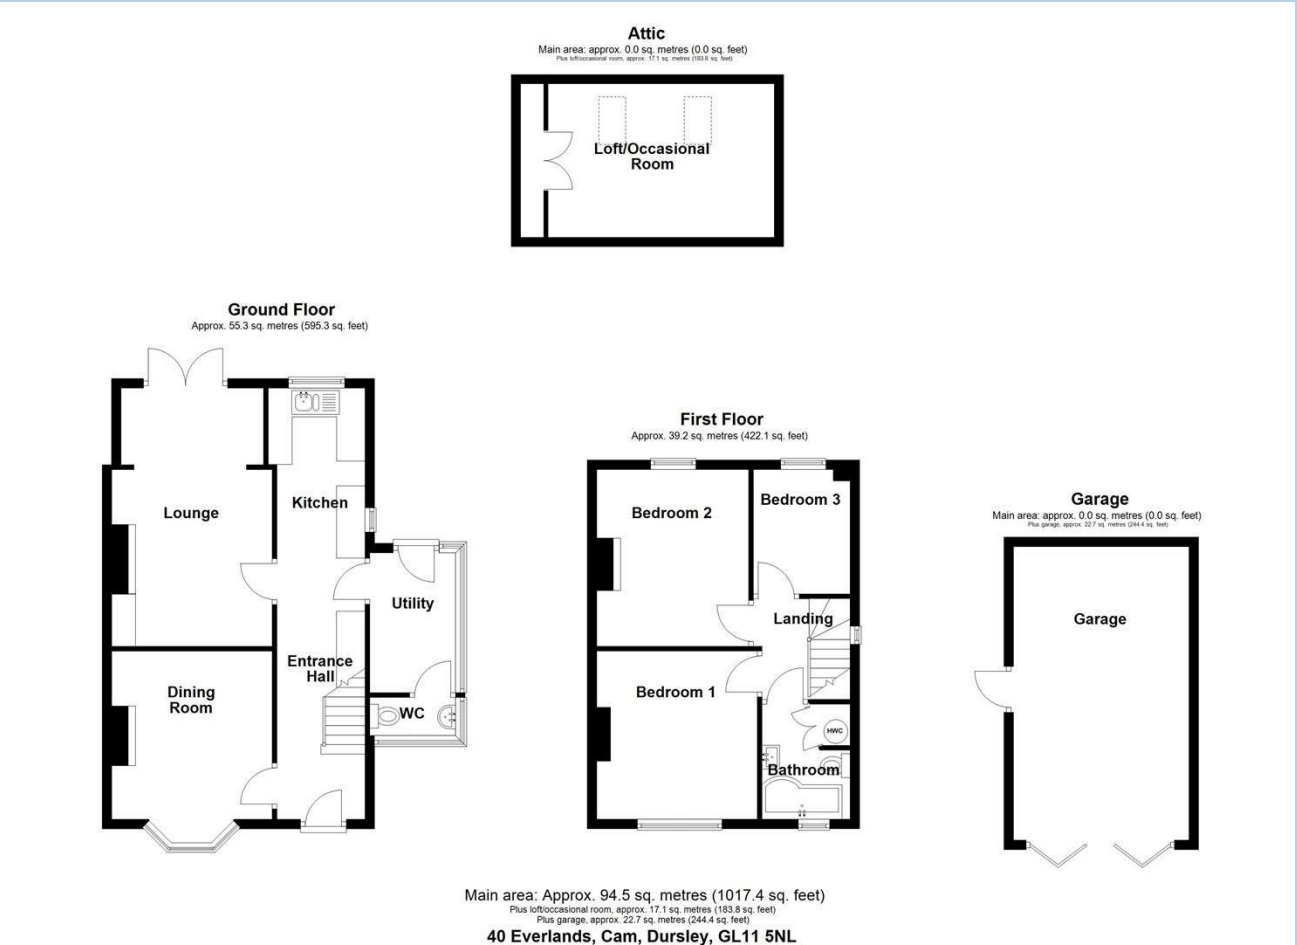 Attic
Main area: approx. 0.0 sq. metres (0.0 sq. feet)
Plus loft/occasional room, approx. 17.1 sq. metres (183.8 sq. feet)
Loft/Occasional
Room
Ground Floor
Approx. 55.3 sq. metres (595.3 sq. feet)
Lounge
Kitchen
Utility
Entrance
Hall
Dining
Room
WC
First Floor
Approx. 39.2 sq. metres (422.1 sq. feet)
Bedroom 2
Bedroom 3
Landing
Bedroom 1
HWC
Bathroom
Garage
Main area: approx. 0.0 sq. metres (0.0 sq. feet)
Plus garage, approx. 22.7 sq. metres (244.4 sq. feet)
Garage
Main area: Approx. 94.5 sq. metres (1017.4 sq. feet)
Plus loft/occasional room, approx. 17.1 sq. metres (183.8 sq. feet)
Plus garage, approx. 22.7 sq. metres (244.4 sq. feet)
40 Everlands, Cam, Dursley, GL11 5NL